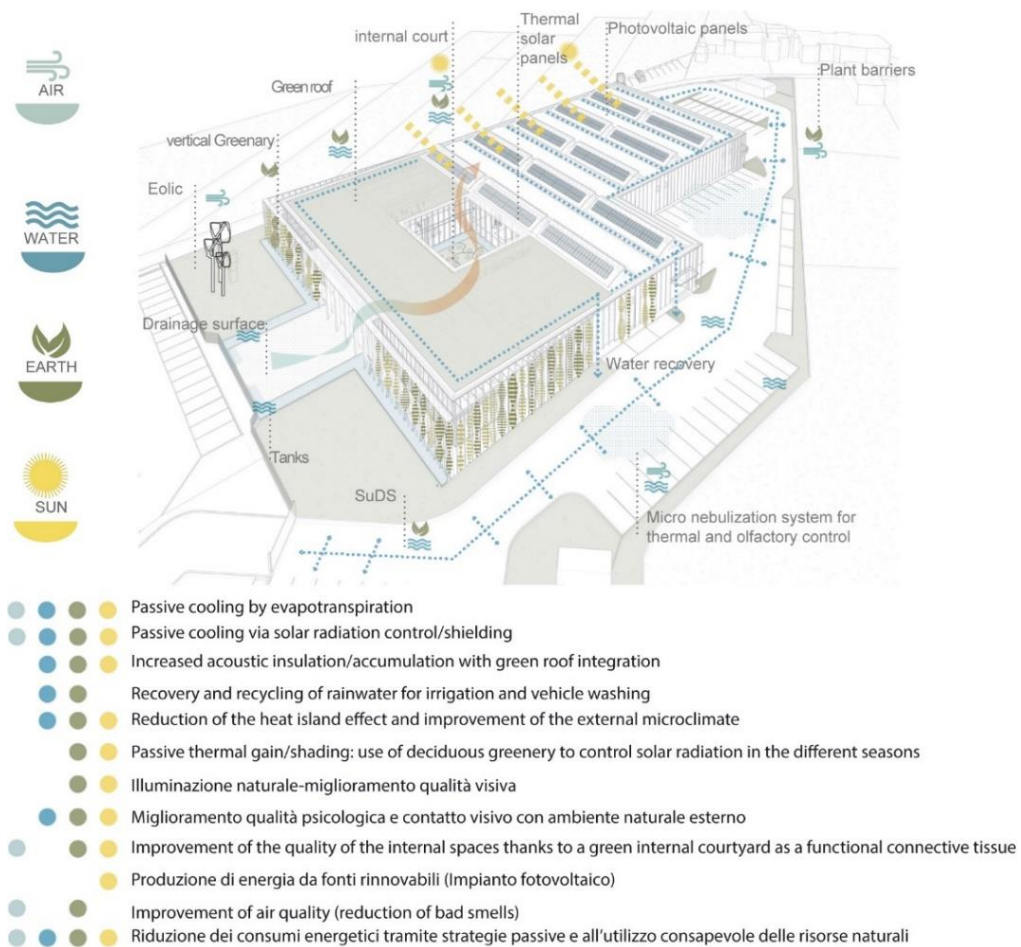 AIR
WATER
EARTH
SUN
internal court
Thermal
solar
panels
Photovoltaic panels
Plant barriers
Green roof
vertical Greenary
Eolic
Drainage surface
Tanks
SuDS
Water recovery
Micro nebulization system for
thermal and olfactory control
Passive cooling by evapotranspiration
Passive cooling via solar radiation control/shielding
Increased acoustic insulation/accumulation with green roof integration
Recovery and recycling of rainwater for irrigation and vehicle washing
Reduction of the heat island effect and improvement of the external microclimate
Passive thermal gain/shading: use of deciduous greenery to control solar radiation in the different seasons
Illuminazione naturale-miglioramento qualità visiva
Miglioramento qualità psicologica e contatto visivo con ambiente naturale esterno
Improvement of the quality of the internal spaces thanks to a green internal courtyard as a functional connective tissue
Produzione di energia da fonti rinnovabili (Impianto fotovoltaico)
Improvement of air quality (reduction of bad smells)
Riduzione dei consumi energetici tramite strategie passive e all'utilizzo consapevole delle risorse naturali